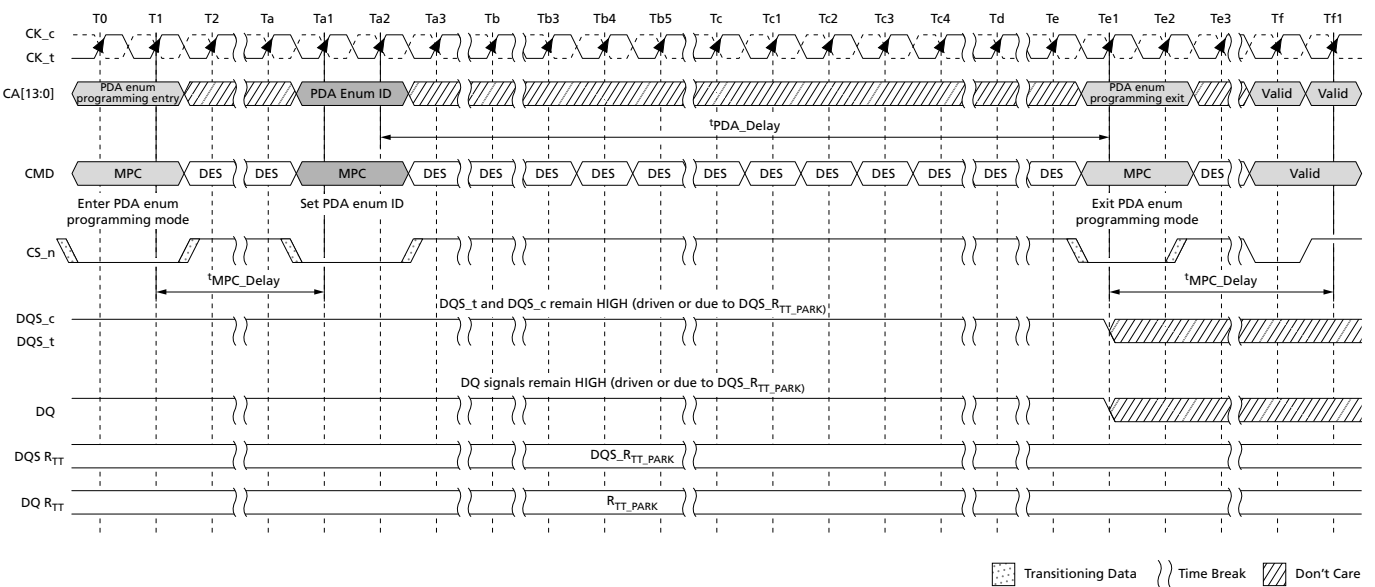 T0 T1 T2 Ta Ta1 Ta2 Ta3 Tb Tb3 Tb4 Tb5 Tc Tc1 Tc2 Tc3 Tc4 Td Te Te1 Te2 Te3 Tf Tf1
CK_c
CK_t
CA[13:0]
PDA enum
programming entry
PDA Enum ID
PDA enum
programming exit
Valid Valid
tPDA_Delay
CMD MPC DES DES MPC DES DES DES DES DES DES DES DES DES DES DES DES MPC DES Valid
Enter PDA enum
programming mode
Set PDA enum ID
Exit PDA enum
programming mode
CS_n
tMPC_Delay
tMPC_Delay
DQS_t and DQS_c remain HIGH (driven or due to DQS_RTT_PARK)
DQS_c
DQS_t
DQ signals remain HIGH (driven or due to DQS_RTT_PARK)
DQ
DQS RTT DQS_RTT_PARK
DQ RTT RTT_PARK
Transitioning Data Time Break Don't Care